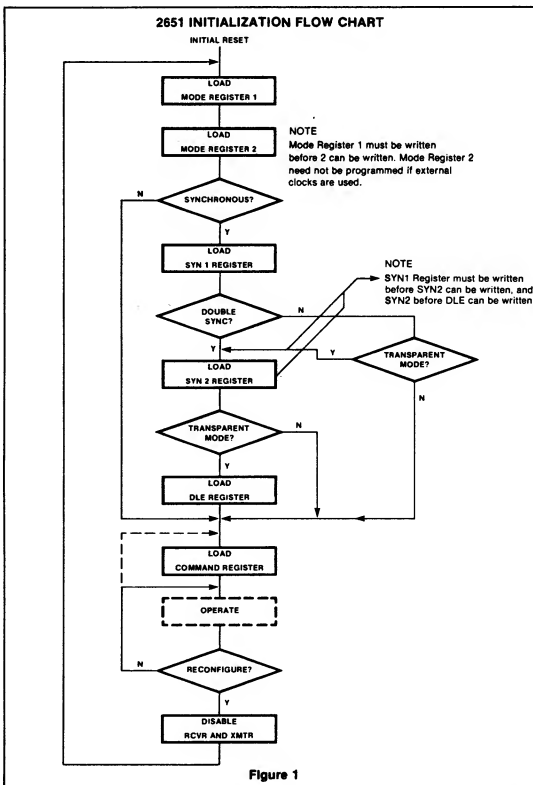 2651 INITIALIZATION FLOW CHART
INITIAL RESET
LOAD
MODE REGISTER 1
LOAD
MODE REGISTER 2
NOTE
Mode Register 1 must be written
before 2 can be written. Mode Register 2
need not be programmed if external
clocks are used.
N
SYNCHRONOUS?
Y
LOAD
SYN 1 REGISTER
NOTE
SYN1 Register must be written
before SYN2 can be written, and
SYN2 before DLE can be written
DOUBLE
SYNC?
N
Y
Y
TRANSPARENT
MODE?
N
LOAD
SYN 2 REGISTER
TRANSPARENT
MODE?
N
Y
LOAD
DLE REGISTER
LOAD
COMMAND REGISTER
OPERATE
N
RECONFIGURE?
Y
DISABLE
RCVR AND XMTR
Figure 1